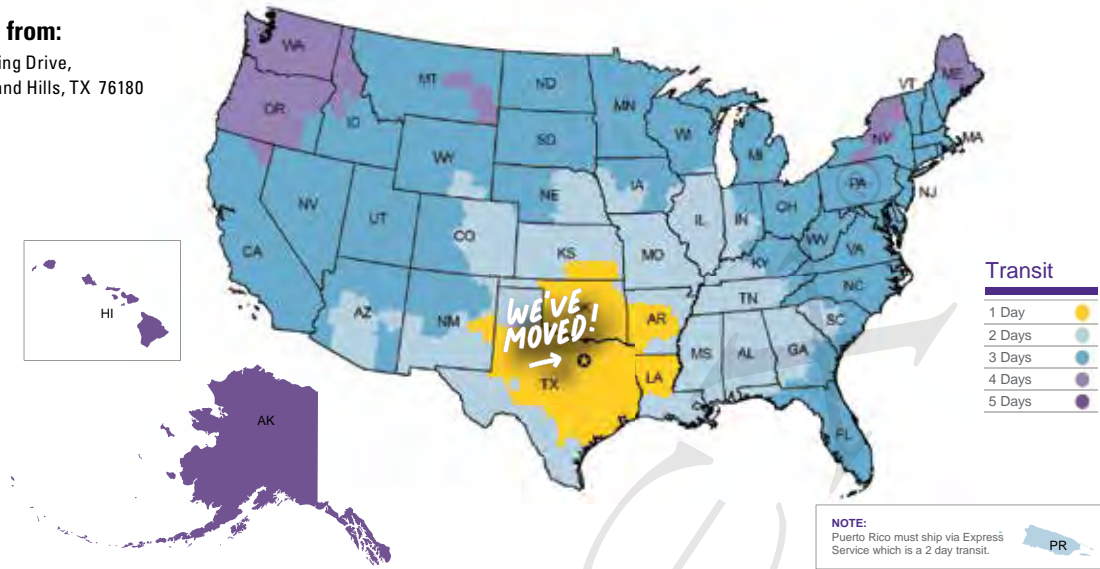 from:
ing Drive,
and Hills, TX 76180
WA
OR
ID
MT
ND
MN
WI
MI
VT
ME
NY
MA
SD
WY
NE
IA
PA
NJ
NV
UT
CO
IL
IN
OH
WV
VA
CA
KS
MO
KY
NC
TN
SC
AZ
NM
WE'VE
MOVED!
AR
MS
AL
GA
LA
TX
FL
HI
AK
Transit
1 Day
2 Days
3 Days
4 Days
5 Days
NOTE:
Puerto Rico must ship via Express
Service which is a 2 day transit.
PR